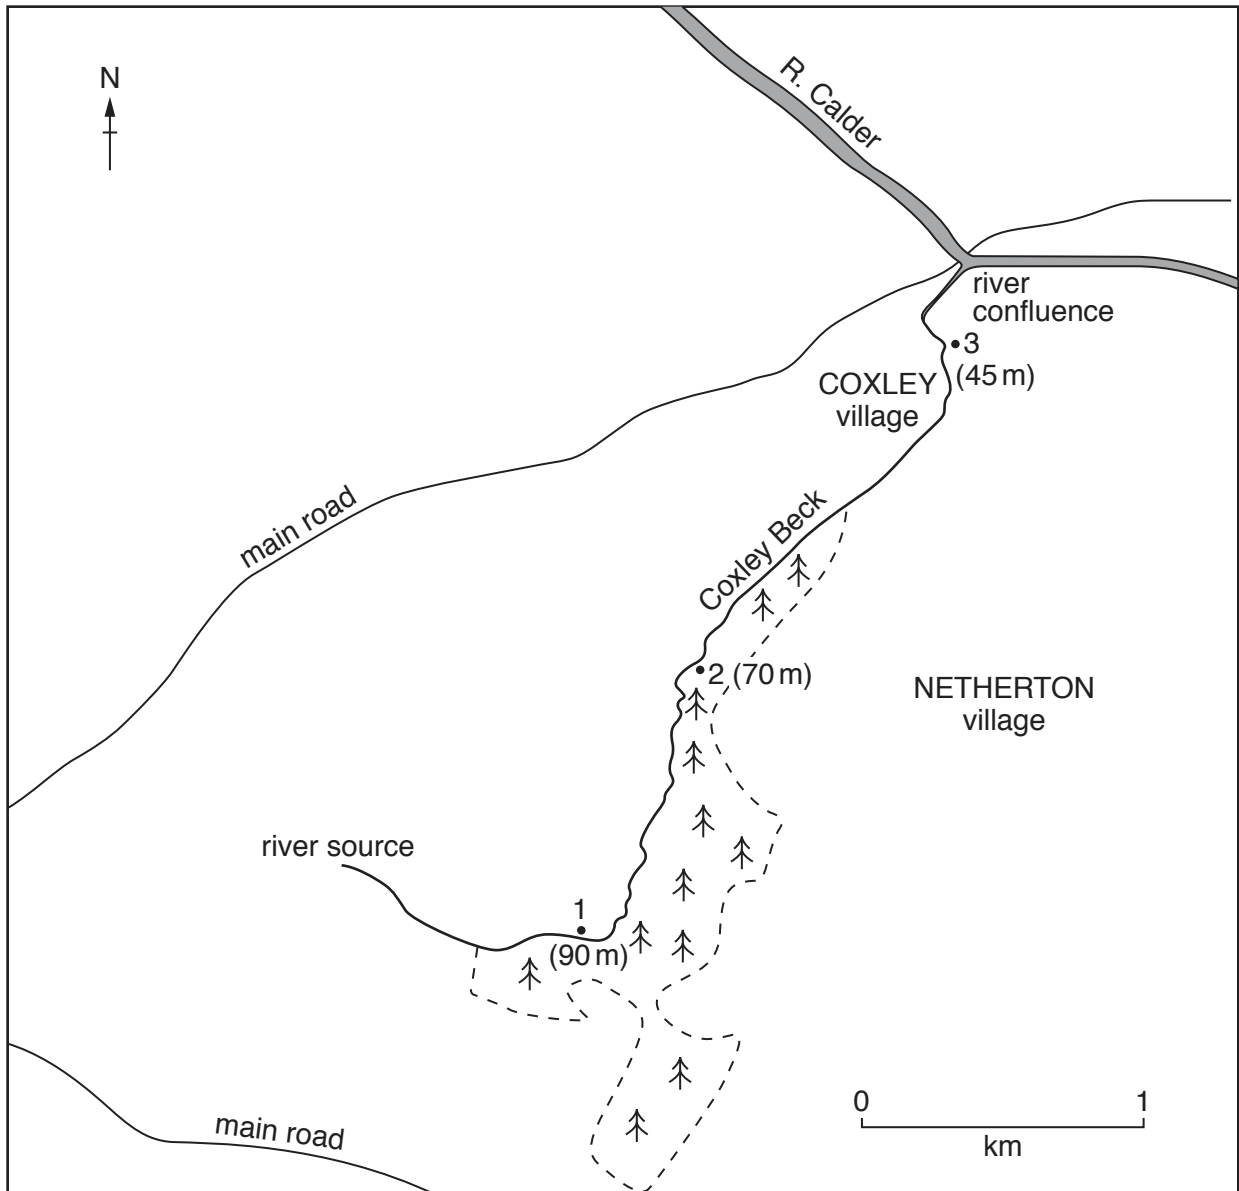 N
R. Calder
river
confluence
3
(45 m)
COXLEY
village
main road
Coxley Beck
2 (70 m)
NETHERTON
village
river source
1
(90 m)
0
1
km
main road